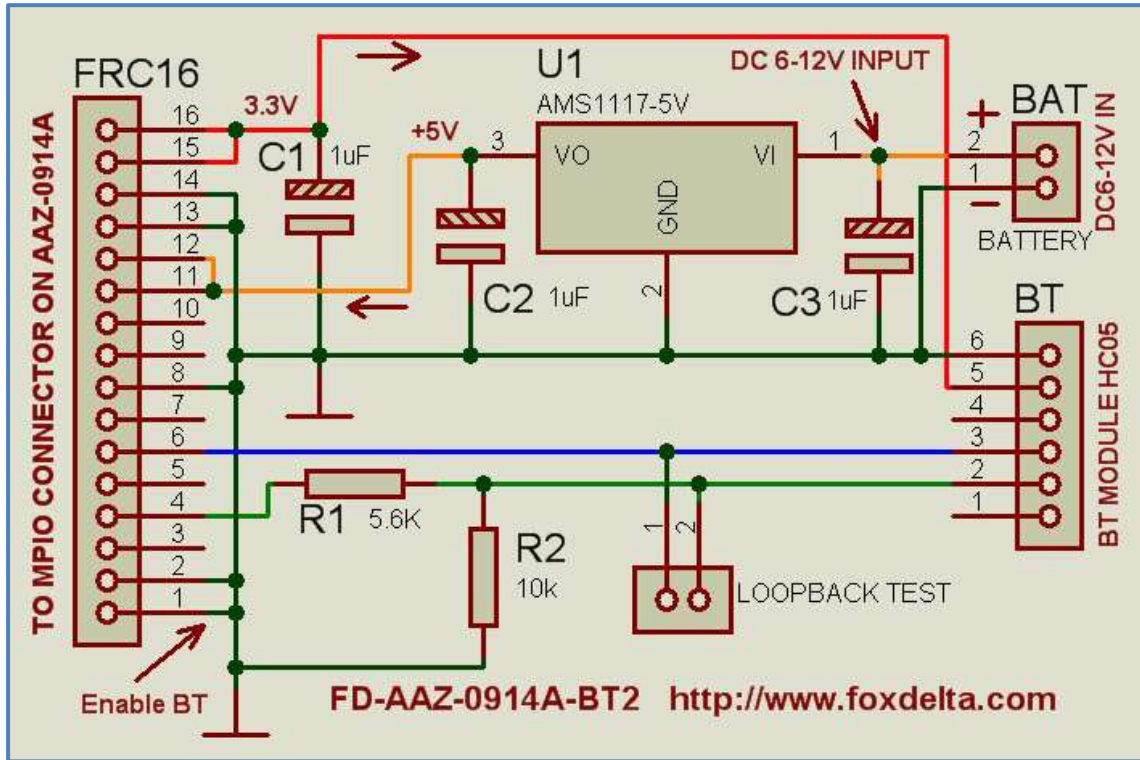 FRC16
TO MPIO CONNECTOR ON AAZ-0914A
16
15
14
13
12
11
10
9
8
7
6
5
4
3
2
1
3.3V
C1
1uF
+5V
U1
AMS1117-5V
3
VO
VI
1
GND
2
C2
1uF
DC 6-12V INPUT
C3
1uF
BAT
+
2
1
−
BATTERY
DC6-12V IN
BT
6
5
4
3
2
1
BT MODULE HC05
R1
5.6K
R2
10k
1
2
LOOPBACK TEST
Enable BT
FD-AAZ-0914A-BT2 http://www.foxdelta.com